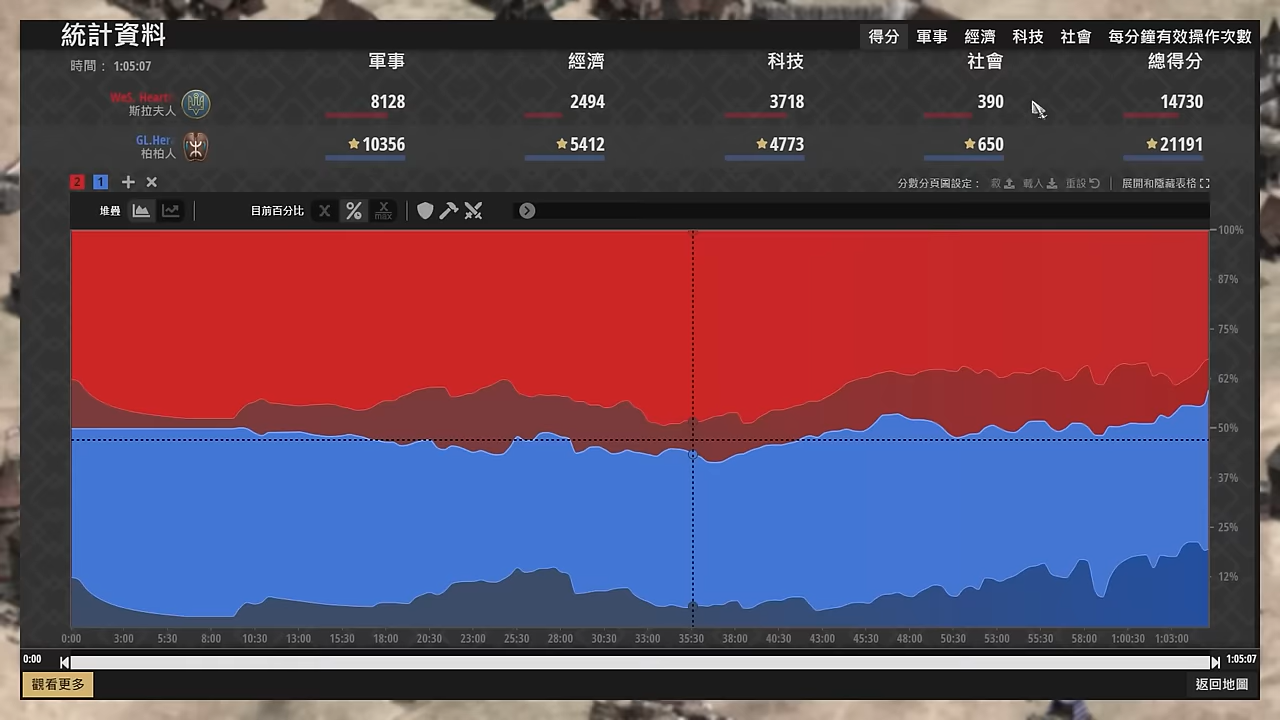 統計資料
得分 軍事 經濟 科技 社會 每分鐘有效操作次數
時間： 1:05:07
軍事 經濟 科技 社會 總得分
WeS. Heart
斯拉夫人
8128 2494 3718 390 14730
GL.Her
柏柏人
10356 5412 4773 650 21191
2 1
分數分頁圖設定： 載入 重設 展開和隱藏表格
堆疊 目前百分比 X % X max
100%
87%
75%
62%
50%
37%
25%
12%
0:00 3:00 5:30 8:00 10:30 13:00 15:30 18:00 20:30 23:00 25:30 28:00 30:30 33:00 35:30 38:00 40:30 43:00 45:30 48:00 50:30 53:00 55:30 58:00 1:00:30 1:03:00
0:00 1:05:07
觀看更多 返回地圖